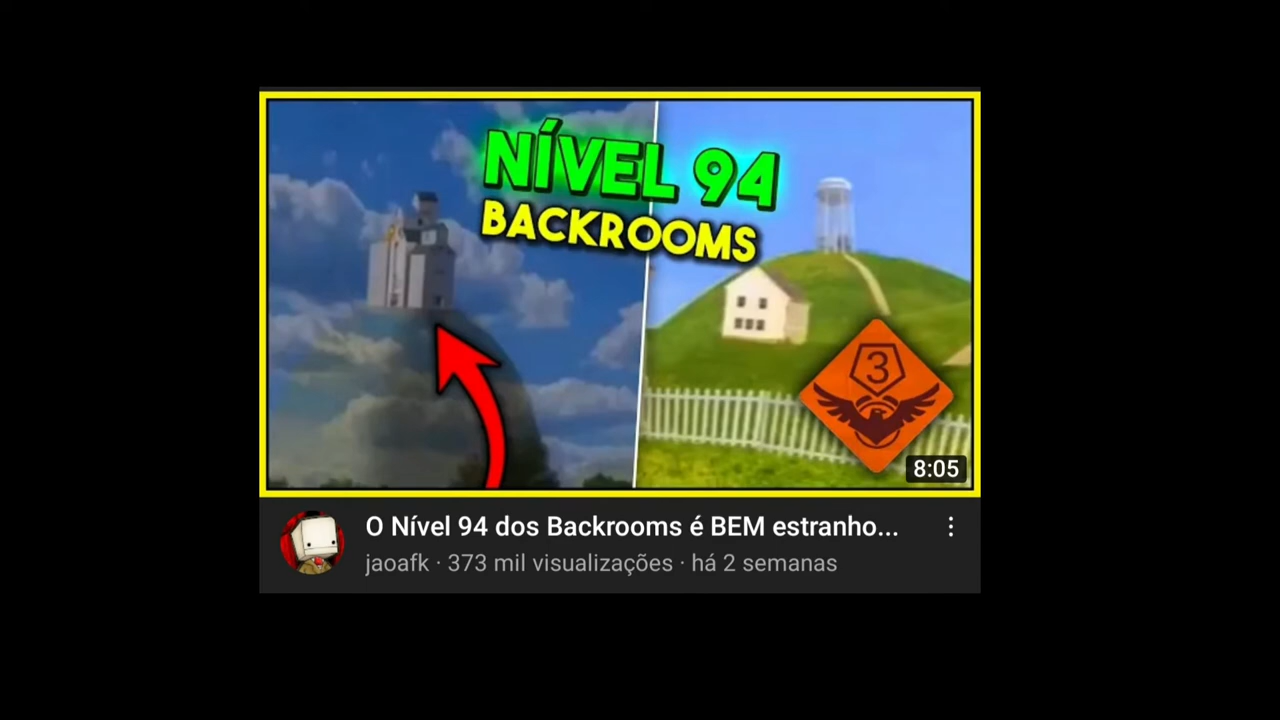 NÍVEL 94
BACKROOMS
3
8:05
O Nível 94 dos Backrooms é BEM estranho...
jaoafk · 373 mil visualizações · há 2 semanas